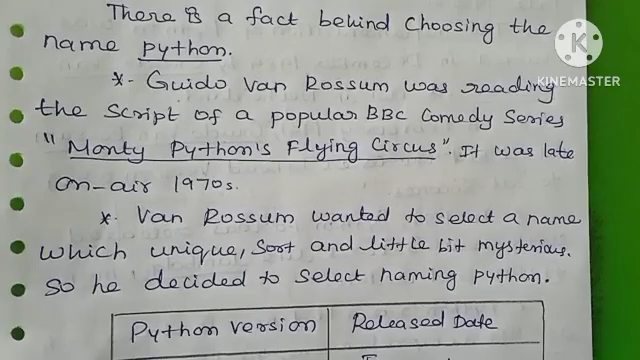 There is a fact behind choosing the
name python.
*- Guido Van Rossum was reading
the script of a popular BBC Comedy Series
"Monty Python's Flying Circus". It was late
on-air 1970s.
*- Van Rossum wanted to select a name
which unique, sort and little bit mysterious.
So he decided to select naming python.
Python version Released Date
K
KINEMASTER